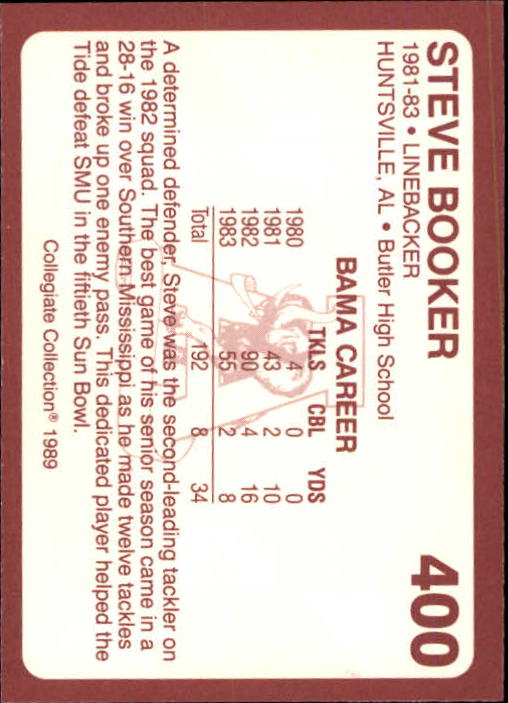 STEVE BOOKER 400
1981-83 • LINEBACKER
HUNTSVILLE, AL • Butler High School
BAMA CAREER
TKLS CBL YDS
1980 4 0 0
1981 43 2 10
1982 90 4 16
1983 55 2 8
Total 192 8 34
A determined defender, Steve was the second-leading tackler on
the 1982 squad. The best game of his senior season came in a
28-16 win over Southern Mississippi as he made twelve tackles
and broke up one enemy pass. This dedicated player helped the
Tide defeat SMU in the fiftieth Sun Bowl.
Collegiate Collection® 1989